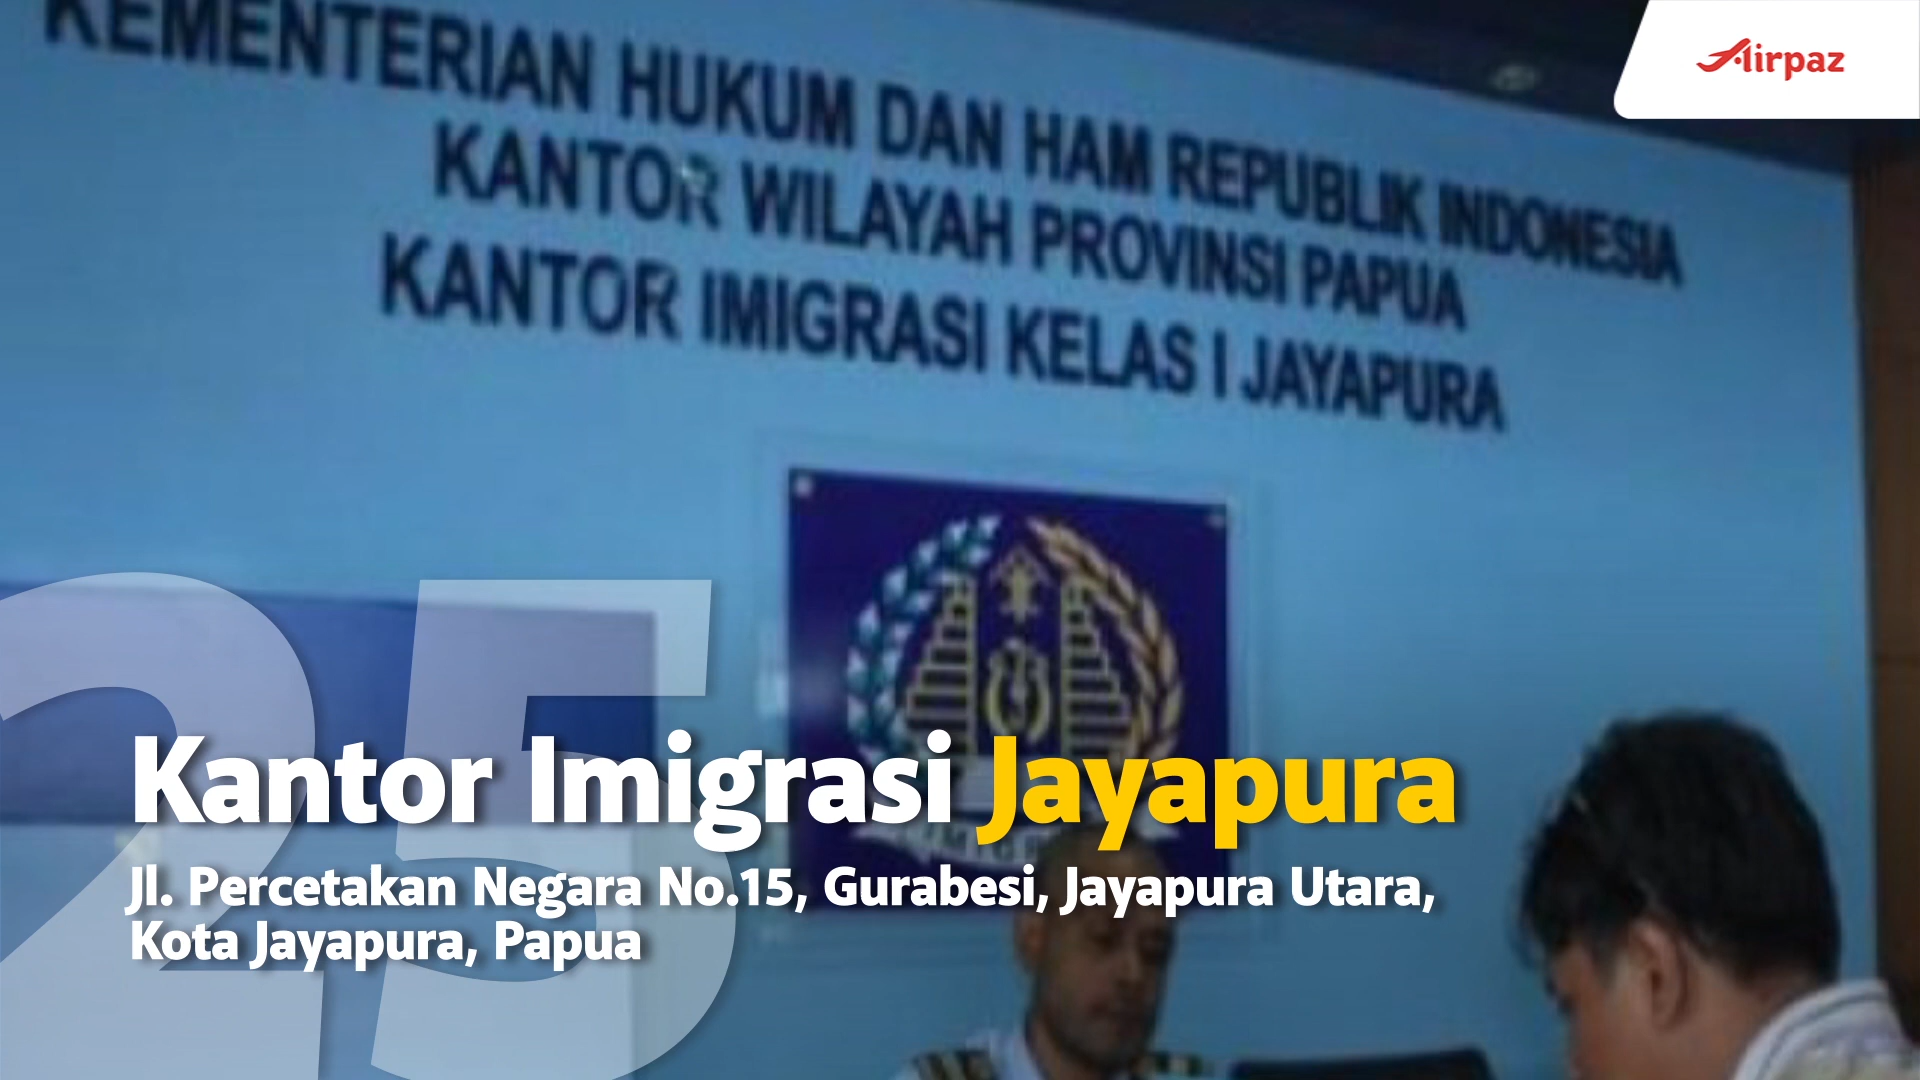 Airpaz
KEMENTERIAN HUKUM DAN HAM REPUBLIK INDONESIA
KANTOR WILAYAH PROVINSI PAPUA
KANTOR IMIGRASI KELAS I JAYAPURA
25
Kantor Imigrasi Jayapura
Jl. Percetakan Negara No.15, Gurabesi, Jayapura Utara,
Kota Jayapura, Papua